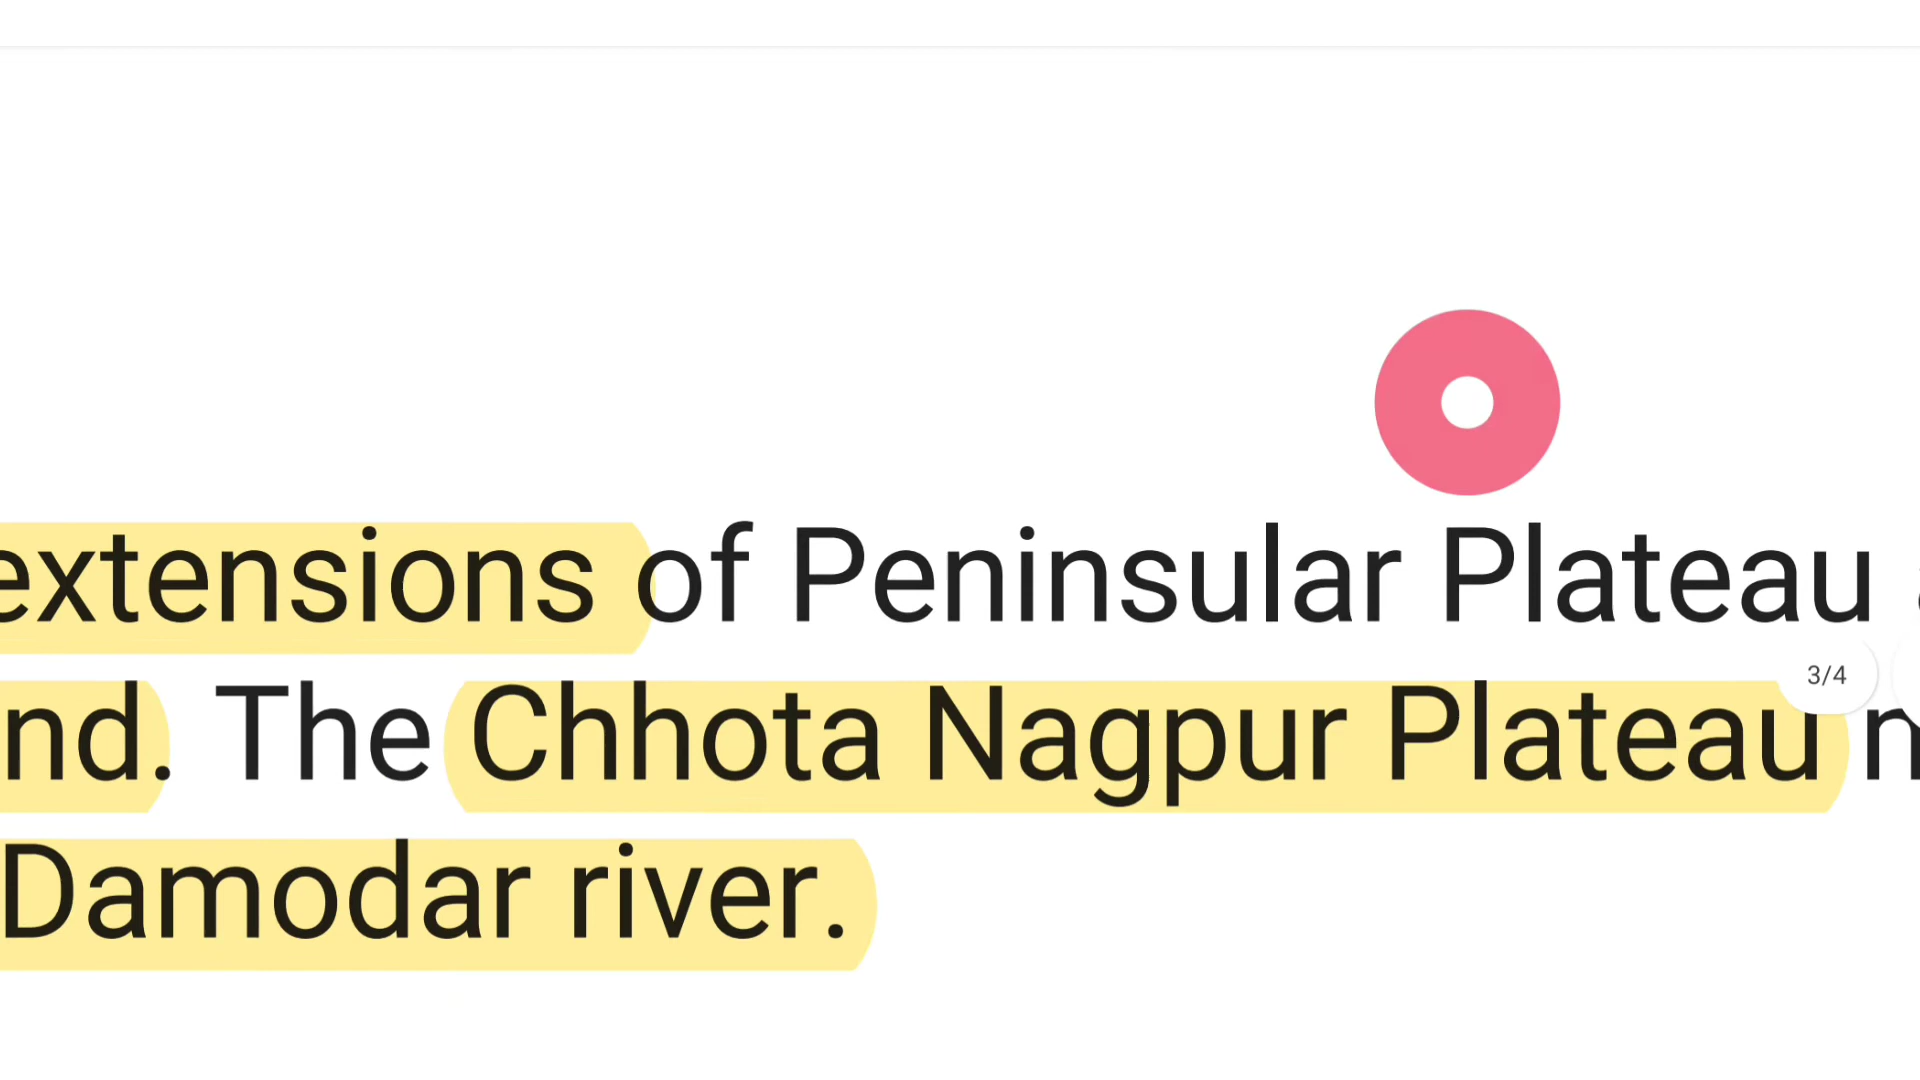 extensions of Peninsular Plateau
3/4
nd. The Chhota Nagpur Plateau
Damodar river.